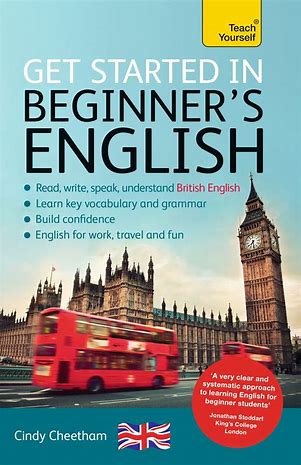 Teach
Yourself
GET STARTED IN
BEGINNER'S
ENGLISH
• Read, write, speak, understand British English
• Learn key vocabulary and grammar
• Build confidence
• English for work, travel and fun
'A very clear and
systematic approach
to learning English for
beginner students'
Jonathan Stoddart
King's College
London
Cindy Cheetham